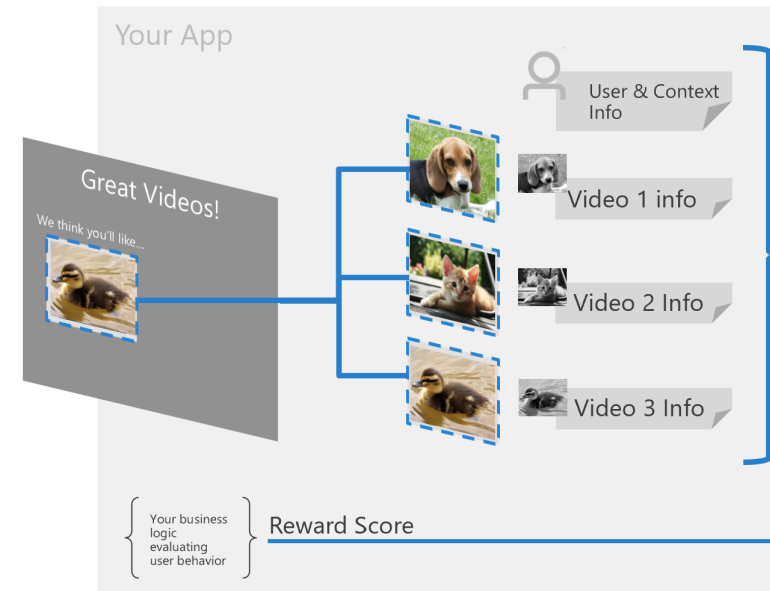 Your App
User & Context
Info
Great Videos!
We think you'll like...
Video 1 info
Video 2 Info
Video 3 Info
Your business
logic
evaluating
user behavior
Reward Score